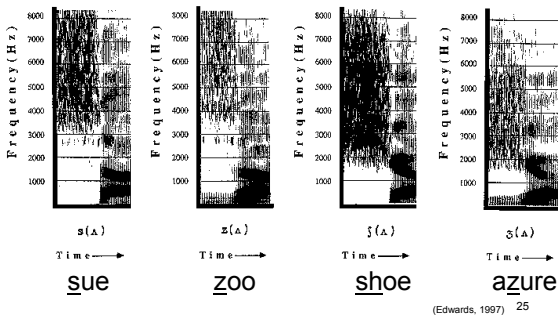 Frequency (Hz)
8000
7000
6000
5000
4000
3000
2000
1000
s(ʌ)
Time
sue
Frequency (Hz)
8000
7000
6000
5000
4000
3000
2000
1000
z(ʌ)
Time
zoo
Frequency (Hz)
8000
7000
6000
5000
4000
3000
2000
1000
ʃ(ʌ)
Time
shoe
Frequency (Hz)
8000
7000
6000
5000
4000
3000
2000
1000
ʒ(ʌ)
Time
azure
(Edwards, 1997) 25